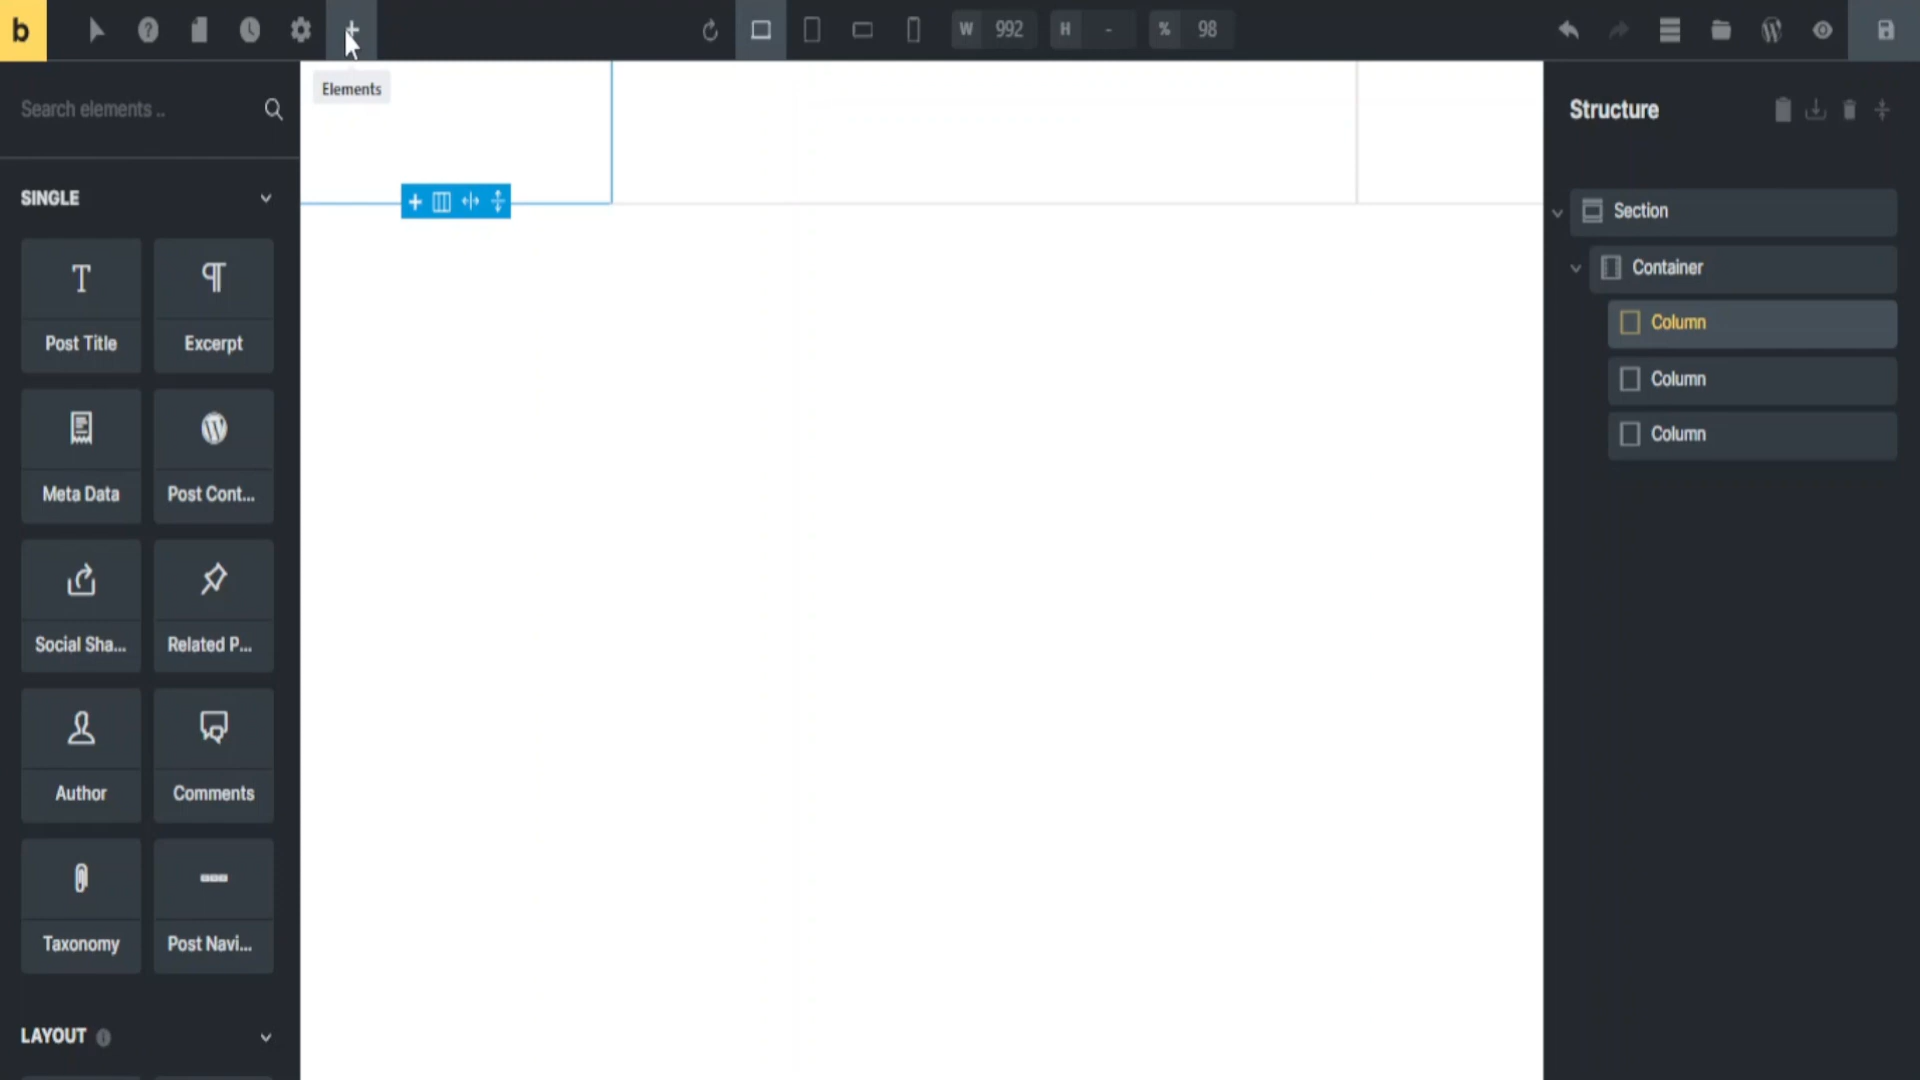 b
W 992 H - % 98
Elements
Search elements ..
Structure
SINGLE
Section
Container
Column
Column
Column
Post Title
Excerpt
Meta Data
Post Cont...
Social Sha...
Related P...
Author
Comments
Taxonomy
Post Navi...
LAYOUT